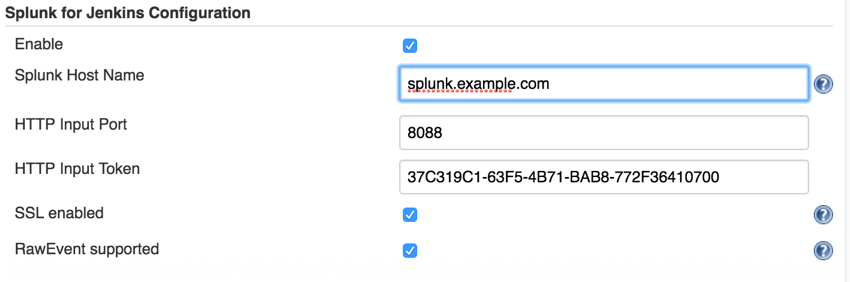 Splunk for Jenkins Configuration
Enable
Splunk Host Name splunk.example.com
HTTP Input Port 8088
HTTP Input Token 37C319C1-63F5-4B71-BAB8-772F36410700
SSL enabled
RawEvent supported